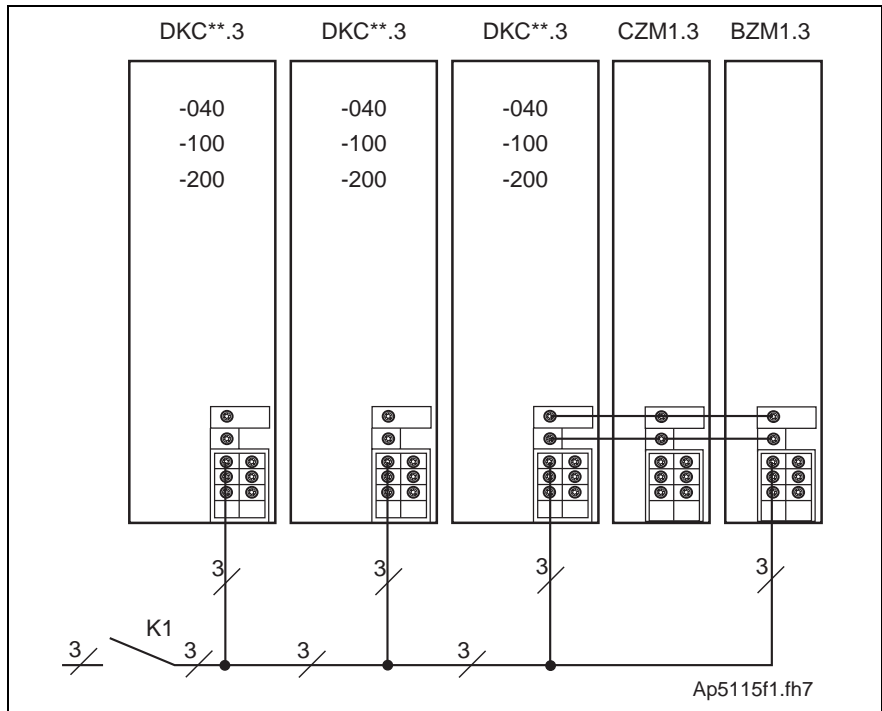 DKC**.3 DKC**.3 DKC**.3 CZM1.3 BZM1.3
-040 -040 -040
-100 -100 -100
-200 -200 -200
3 3 3 3
K1
3 3 3 3
Ap5115f1.fh7